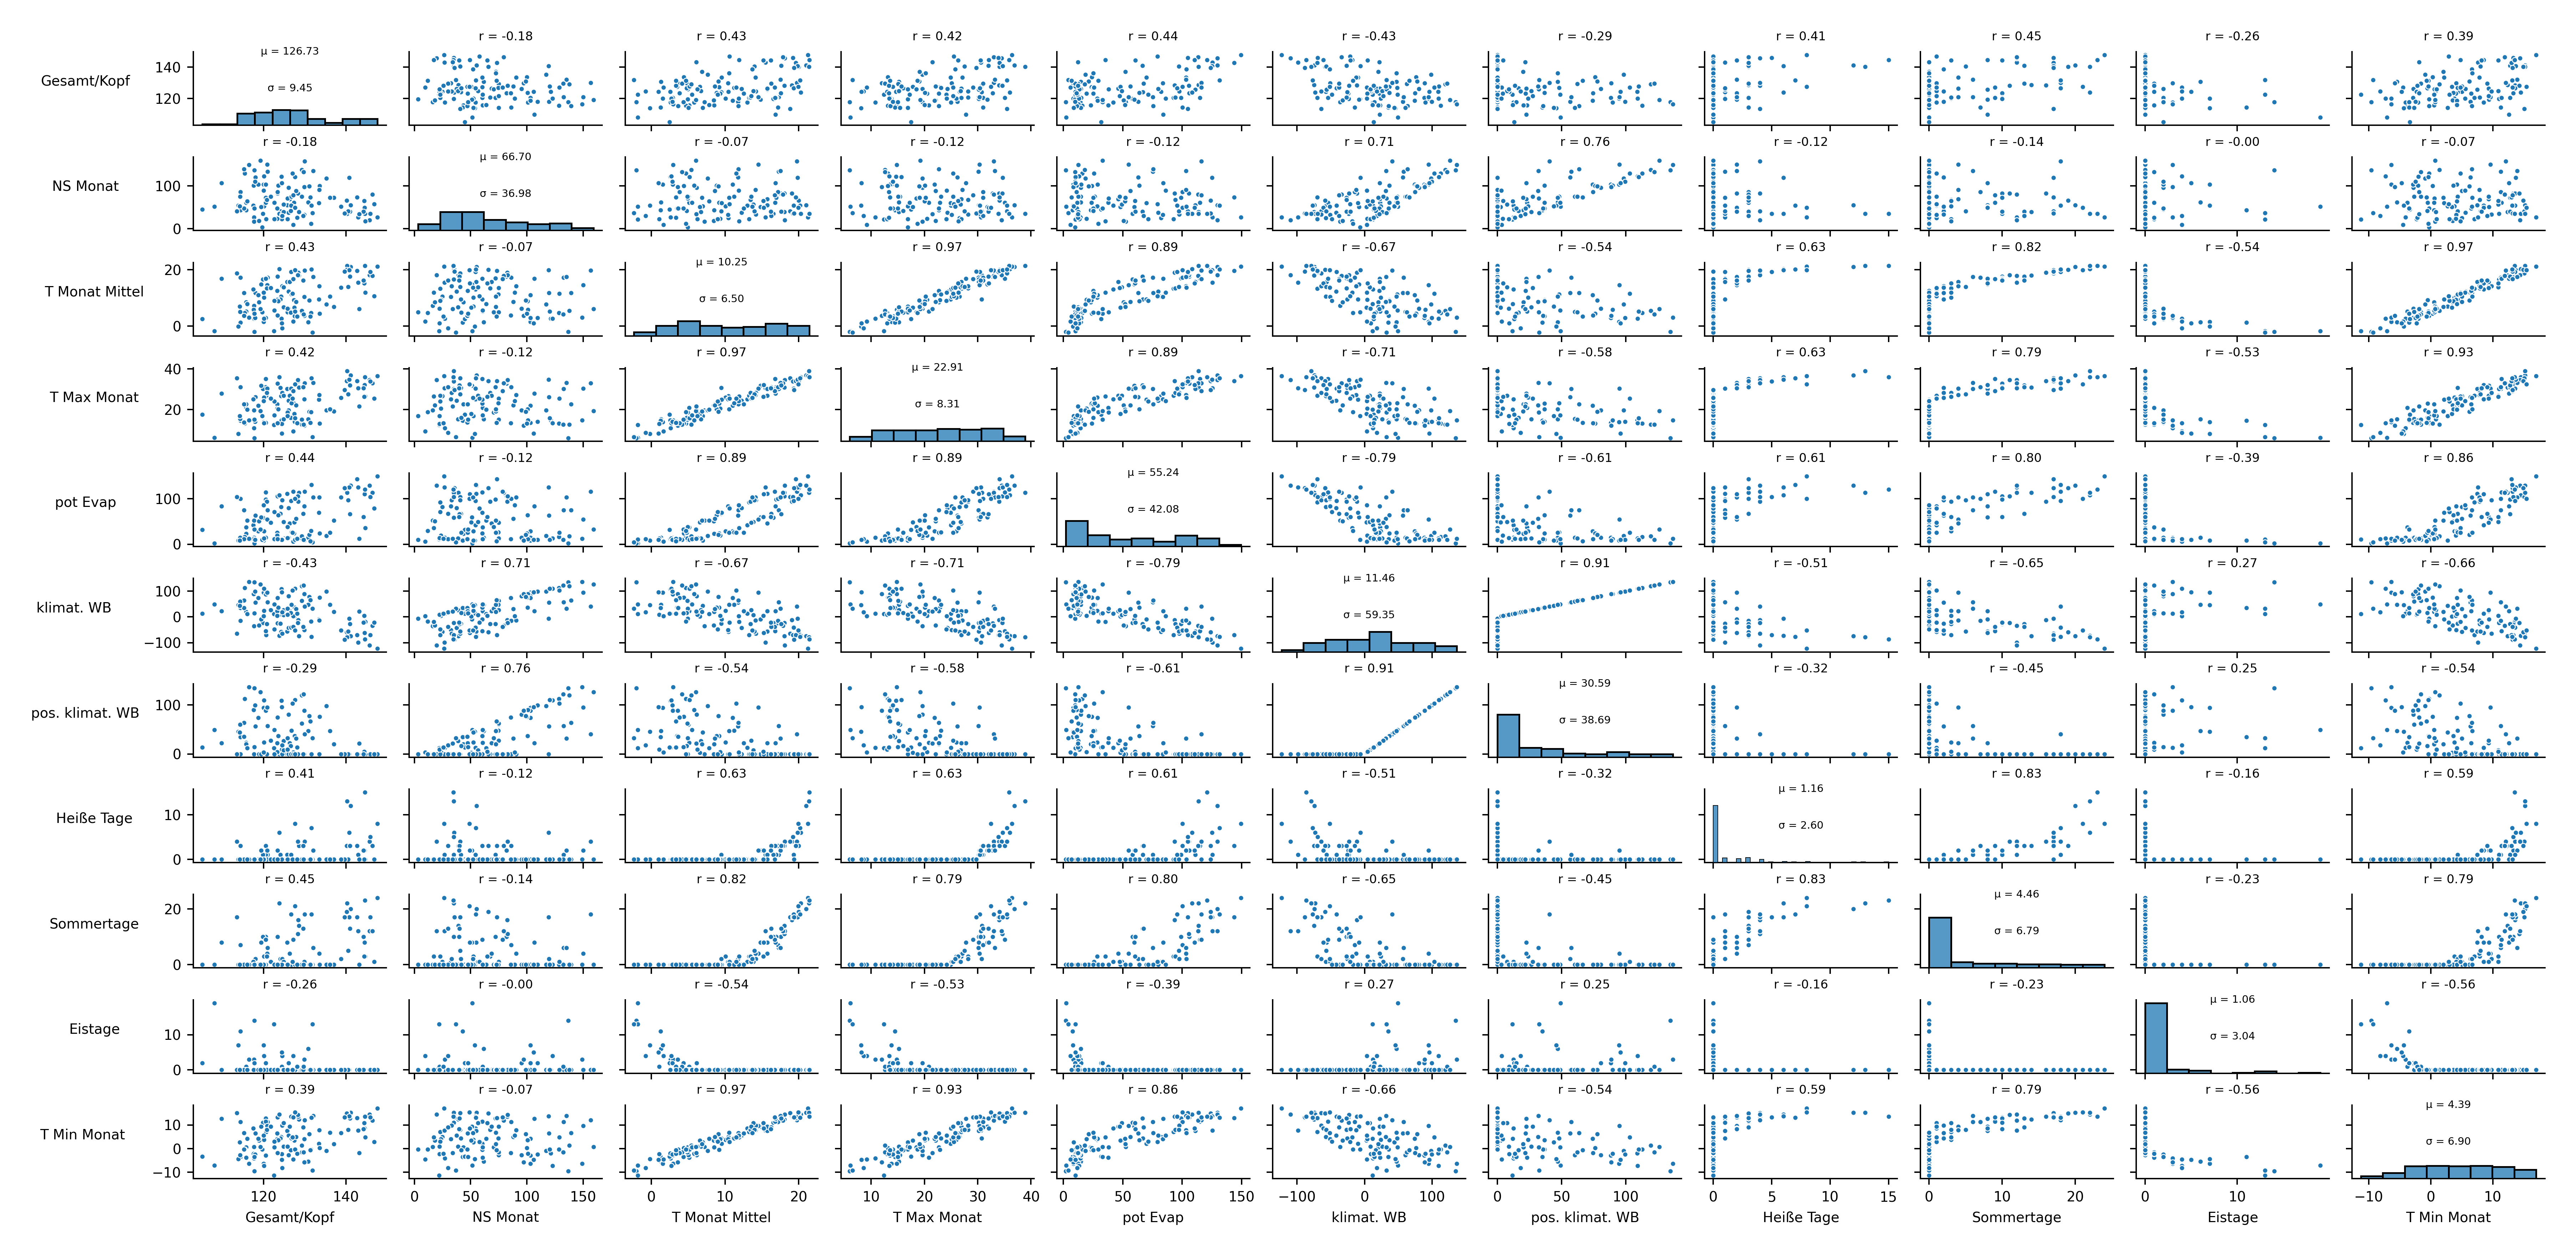 r = -0.18 r = 0.43 r = 0.42 r = 0.44 r = -0.43 r = -0.29 r = 0.41 r = 0.45 r = -0.26 r = 0.39
μ = 126.73
Gesamt/Kopf 140
σ = 9.45
120
r = -0.18 r = -0.07 r = -0.12 r = -0.12 r = 0.71 r = 0.76 r = -0.12 r = -0.14 r = -0.00 r = -0.07
μ = 66.70
NS Monat 100
σ = 36.98
0
r = 0.43 r = -0.07 r = 0.97 r = 0.89 r = -0.67 r = -0.54 r = 0.63 r = 0.82 r = -0.54 r = 0.97
μ = 10.25
20
T Monat Mittel
σ = 6.50
0
r = 0.42 r = -0.12 r = 0.97 r = 0.89 r = -0.71 r = -0.58 r = 0.63 r = 0.79 r = -0.53 r = 0.93
μ = 22.91
40
T Max Monat
σ = 8.31
20
r = 0.44 r = -0.12 r = 0.89 r = 0.89 r = -0.79 r = -0.61 r = 0.61 r = 0.80 r = -0.39 r = 0.86
μ = 55.24
100
pot Evap
σ = 42.08
0
r = -0.43 r = 0.71 r = -0.67 r = -0.71 r = -0.79 r = 0.91 r = -0.51 r = -0.65 r = 0.27 r = -0.66
μ = 11.46
100
klimat. WB
σ = 59.35
0
−100
r = -0.29 r = 0.76 r = -0.54 r = -0.58 r = -0.61 r = 0.91 r = -0.32 r = -0.45 r = 0.25 r = -0.54
μ = 30.59
100
pos. klimat. WB
σ = 38.69
0
r = 0.41 r = -0.12 r = 0.63 r = 0.63 r = 0.61 r = -0.51 r = -0.32 r = 0.83 r = -0.16 r = 0.59
μ = 1.16
10
Heiße Tage
σ = 2.60
0
r = 0.45 r = -0.14 r = 0.82 r = 0.79 r = 0.80 r = -0.65 r = -0.45 r = 0.83 r = -0.23 r = 0.79
μ = 4.46
20
Sommertage
σ = 6.79
0
r = -0.26 r = -0.00 r = -0.54 r = -0.53 r = -0.39 r = 0.27 r = 0.25 r = -0.16 r = -0.23 r = -0.56
μ = 1.06
Eistage
10
σ = 3.04
0
r = 0.39 r = -0.07 r = 0.97 r = 0.93 r = 0.86 r = -0.66 r = -0.54 r = 0.59 r = 0.79 r = -0.56
μ = 4.39
10
T Min Monat
σ = 6.90
0
−10
120 140 0 50 100 150 0 10 20 10 20 30 40 0 50 100 150 −100 0 100 0 50 100 0 5 10 15 0 10 20 0 10 −10 0 10
Gesamt/Kopf NS Monat T Monat Mittel T Max Monat pot Evap klimat. WB pos. klimat. WB Heiße Tage Sommertage Eistage T Min Monat